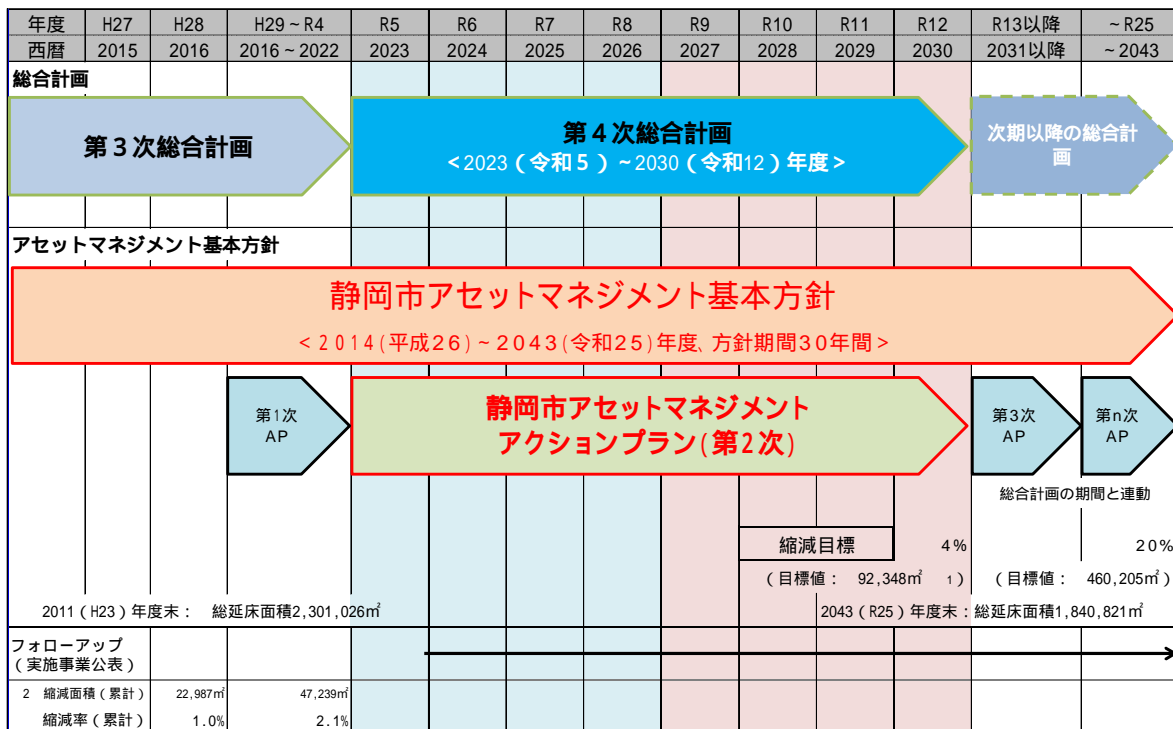 年度 H27 H28 H29～R4 R5 R6 R7 R8 R9 R10 R11 R12 R13以降 ～R25
西暦 2015 2016 2016～2022 2023 2024 2025 2026 2027 2028 2029 2030 2031以降 ～2043
総合計画
第３次総合計画
第４次総合計画
＜2023（令和５）～2030（令和12）年度＞
次期以降の総合計
画
アセットマネジメント基本方針
静岡市アセットマネジメント基本方針
＜2014(平成26)～2043(令和25)年度、方針期間30年間＞
第1次
AP
静岡市アセットマネジメント
アクションプラン(第2次)
第3次
AP
第n次
AP
総合計画の期間と連動
縮減目標 4% 20%
（目標値： 92,348㎡ 1） （目標値： 460,205㎡）
2011（H23）年度末： 総延床面積2,301,026㎡ 2043（R25）年度末：総延床面積1,840,821㎡
フォローアップ
（実施事業公表）
2 縮減面積（累計） 22,987㎡ 47,239㎡
縮減率（累計） 1.0% 2.1%